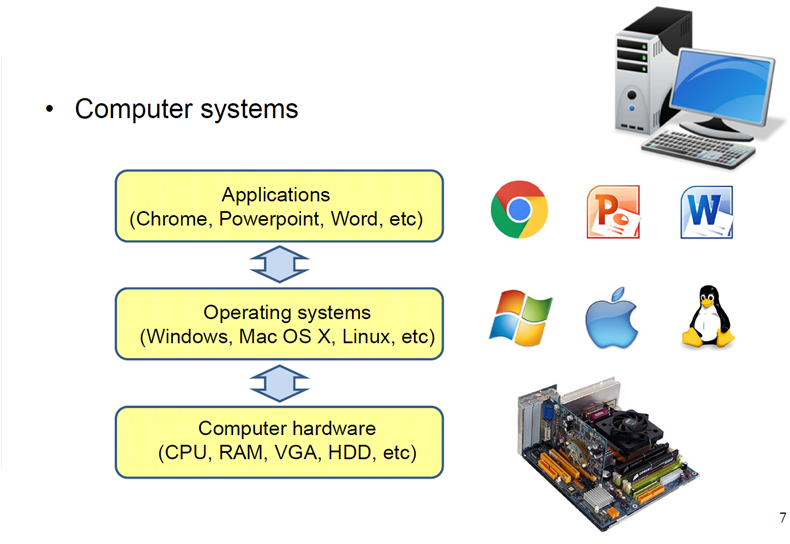 • Computer systems
Applications
(Chrome, Powerpoint, Word, etc)
P
W
Operating systems
(Windows, Mac OS X, Linux, etc)
Computer hardware
(CPU, RAM, VGA, HDD, etc)
7